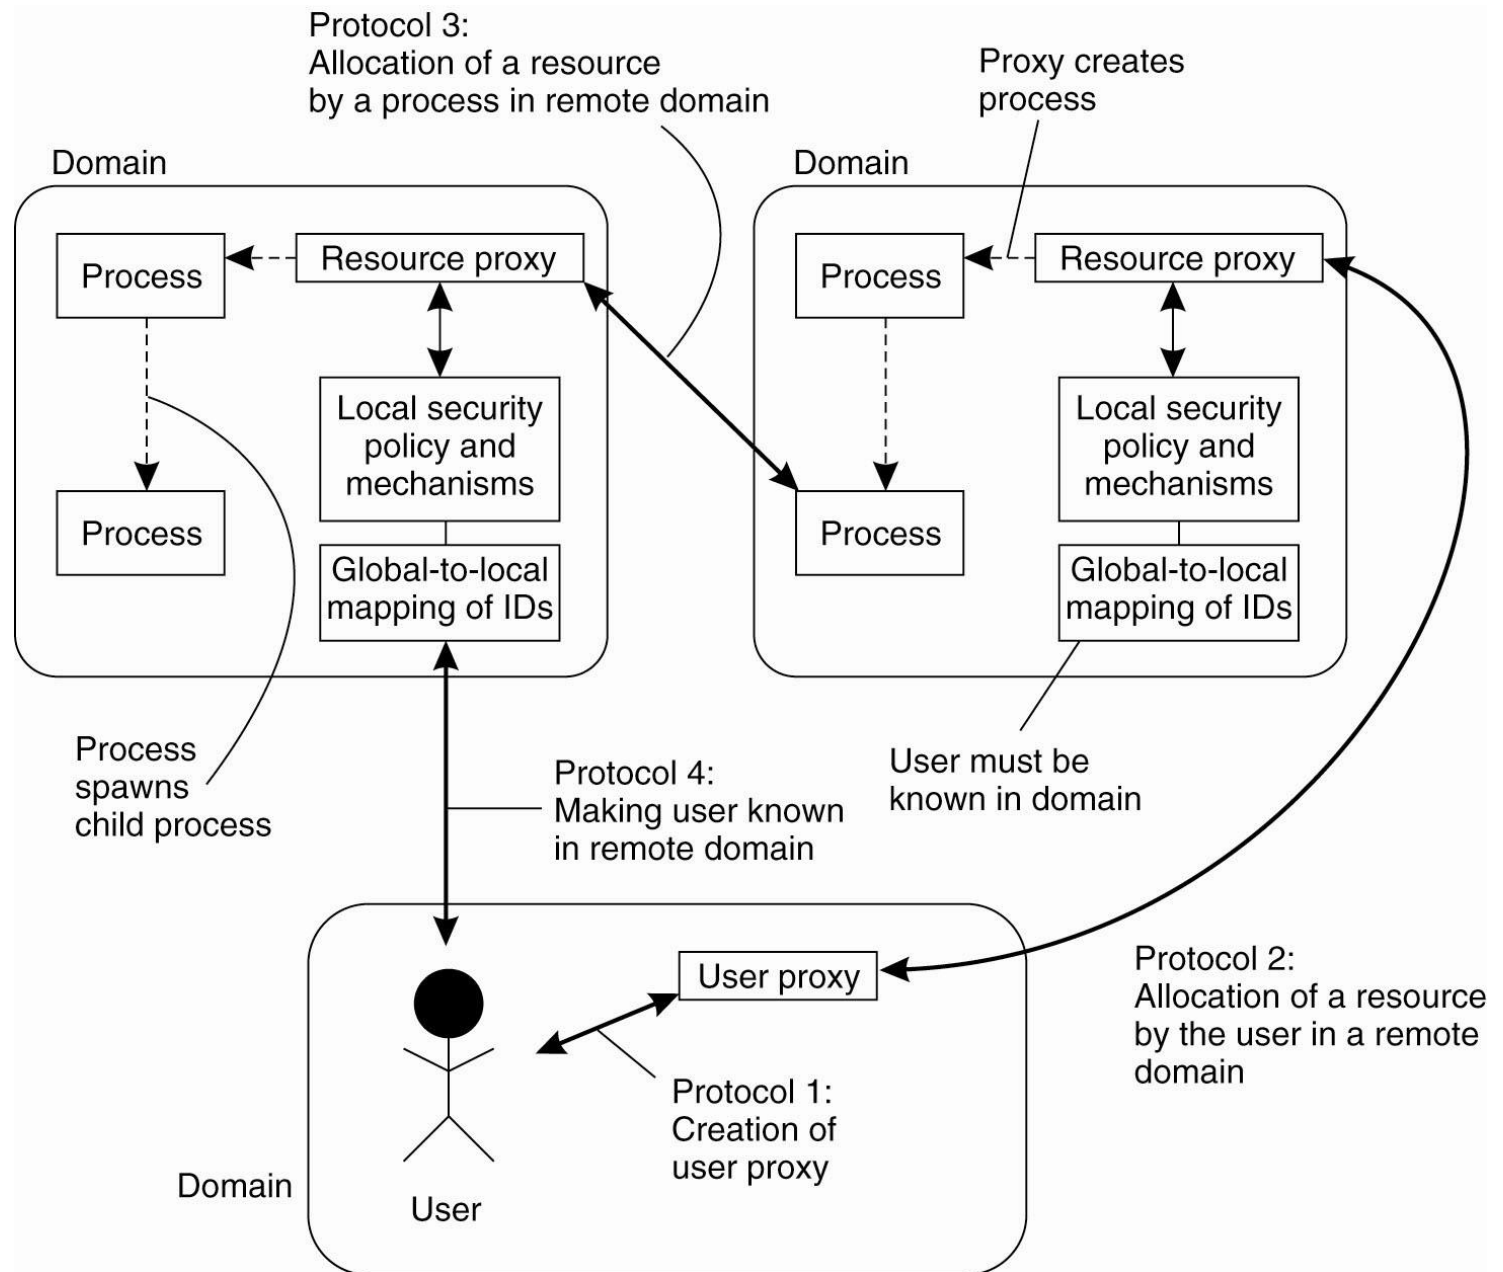 Protocol 3:
Allocation of a resource
by a process in remote domain
Proxy creates
process
Domain
Domain
Process
Resource proxy
Process
Resource proxy
Local security
policy and
mechanisms
Local security
policy and
mechanisms
Process
Process
Global-to-local
mapping of IDs
Global-to-local
mapping of IDs
Process
spawns
child process
Protocol 4:
Making user known
in remote domain
User must be
known in domain
User proxy
Protocol 2:
Allocation of a resource
by the user in a remote
domain
Protocol 1:
Creation of
user proxy
Domain
User